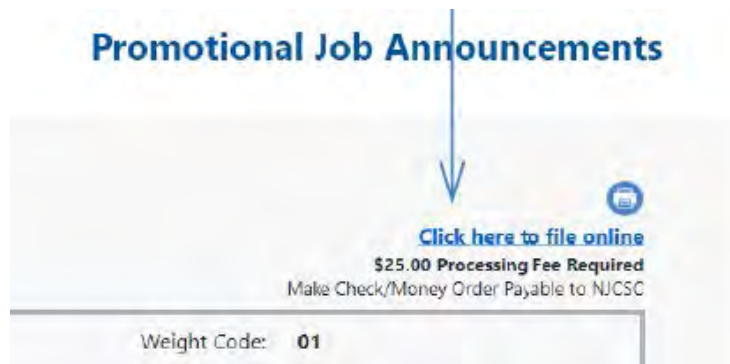 Promotional Job Announcements
Click here to file online
$25.00 Processing Fee Required
Make Check/Money Order Payable to NJCSC
Weight Code: 01